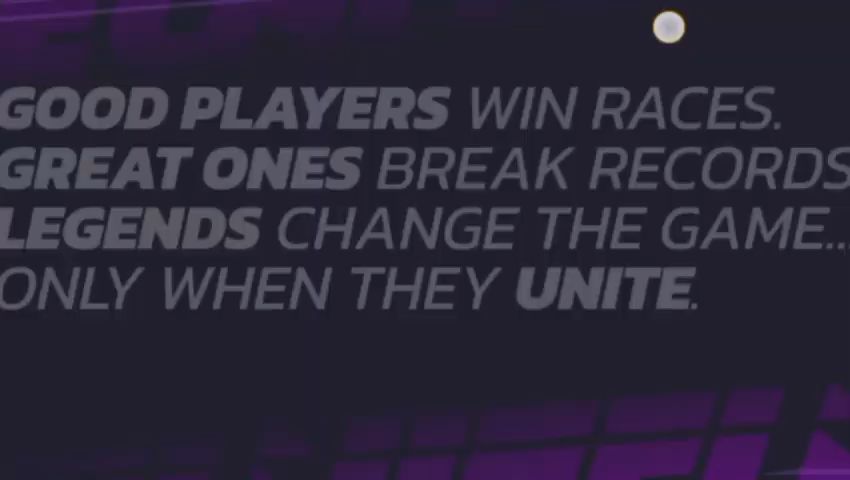 GOOD PLAYERS WIN RACES.
GREAT ONES BREAK RECORDS
LEGENDS CHANGE THE GAME...
ONLY WHEN THEY UNITE.